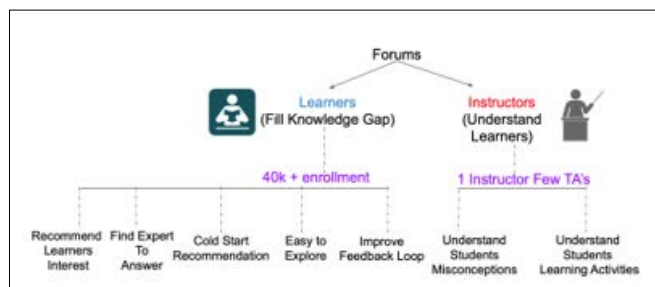 Forums
Learners
(Fill Knowledge Gap)
Instructors
(Understand
Learners)
40k + enrollment
1 Instructor Few TA's
Recommend
Learners
Interest
Find Expert
To
Answer
Cold Start
Recommendation
Easy to
Explore
Improve
Feedback Loop
Understand
Students
Misconceptions
Understand
Students
Learning Activities